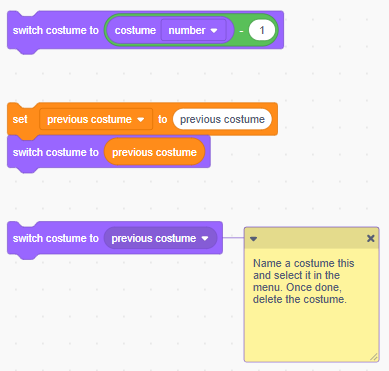 switch costume to costume number - 1
set previous costume to previous costume
switch costume to previous costume
switch costume to previous costume
Name a costume this
and select it in the
menu. Once done,
delete the costume.